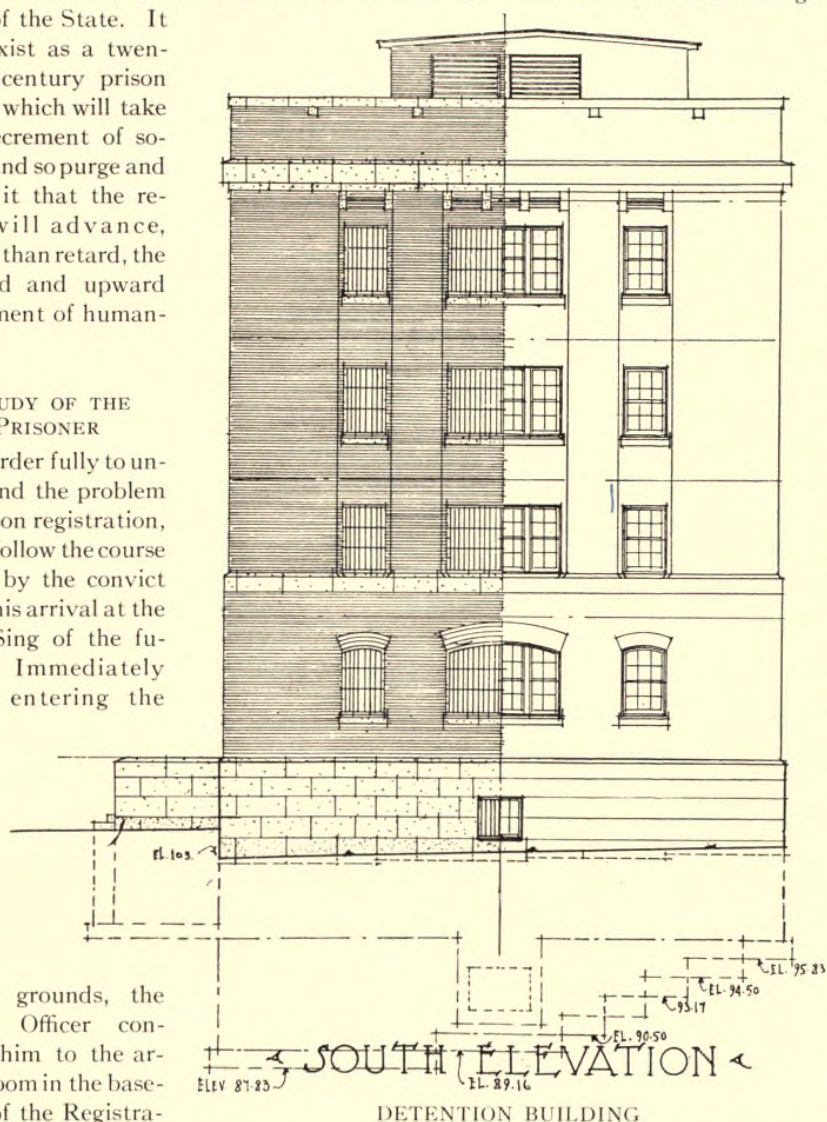 of the State. It
xist as a twen-
century prison
which will take
ecrement of so-
nd so purge and
it that the re-
will advance,
than retard, the
d and upward
ment of human-
UDY OF THE
PRISONER
rder fully to un-
nd the problem
on registration,
ollow the course
by the convict
his arrival at the
Sing of the fu-
Immediately
entering the
grounds, the
Officer con-
him to the ar-
oom in the base-
of the Registra-
EL. 103.
EL. 95.83
EL. 94.50
93.17
EL. 90.50
SOUTH ELEVATION
ELEV 87.83
EL. 89.16
DETENTION BUILDING